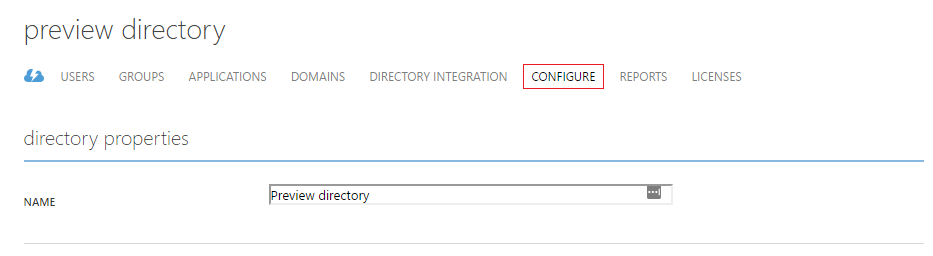 preview directory
USERS GROUPS APPLICATIONS DOMAINS DIRECTORY INTEGRATION CONFIGURE REPORTS LICENSES
directory properties
NAME Preview directory